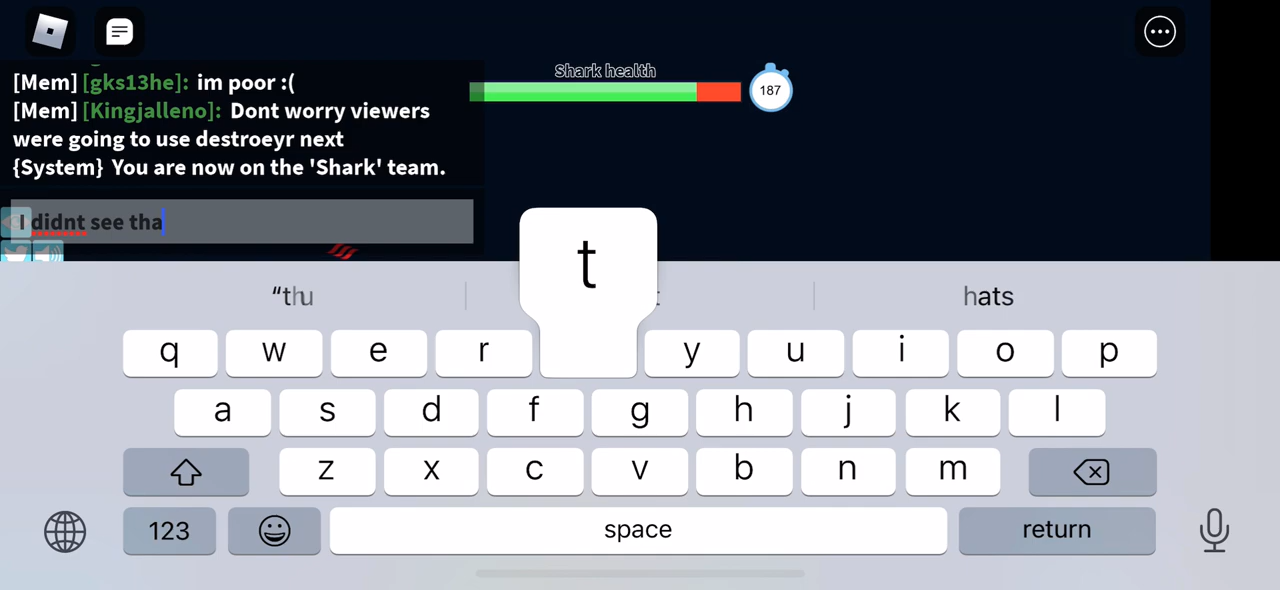 [Mem] [gks13he]: im poor :(
[Mem] [Kingjalleno]: Dont worry viewers
were going to use destroeyr next
{System} You are now on the 'Shark' team.
Shark health
187
I didnt see tha
t
“thu
hats
q w e r y u i o p
a s d f g h j k l
z x c v b n m
123
space
return